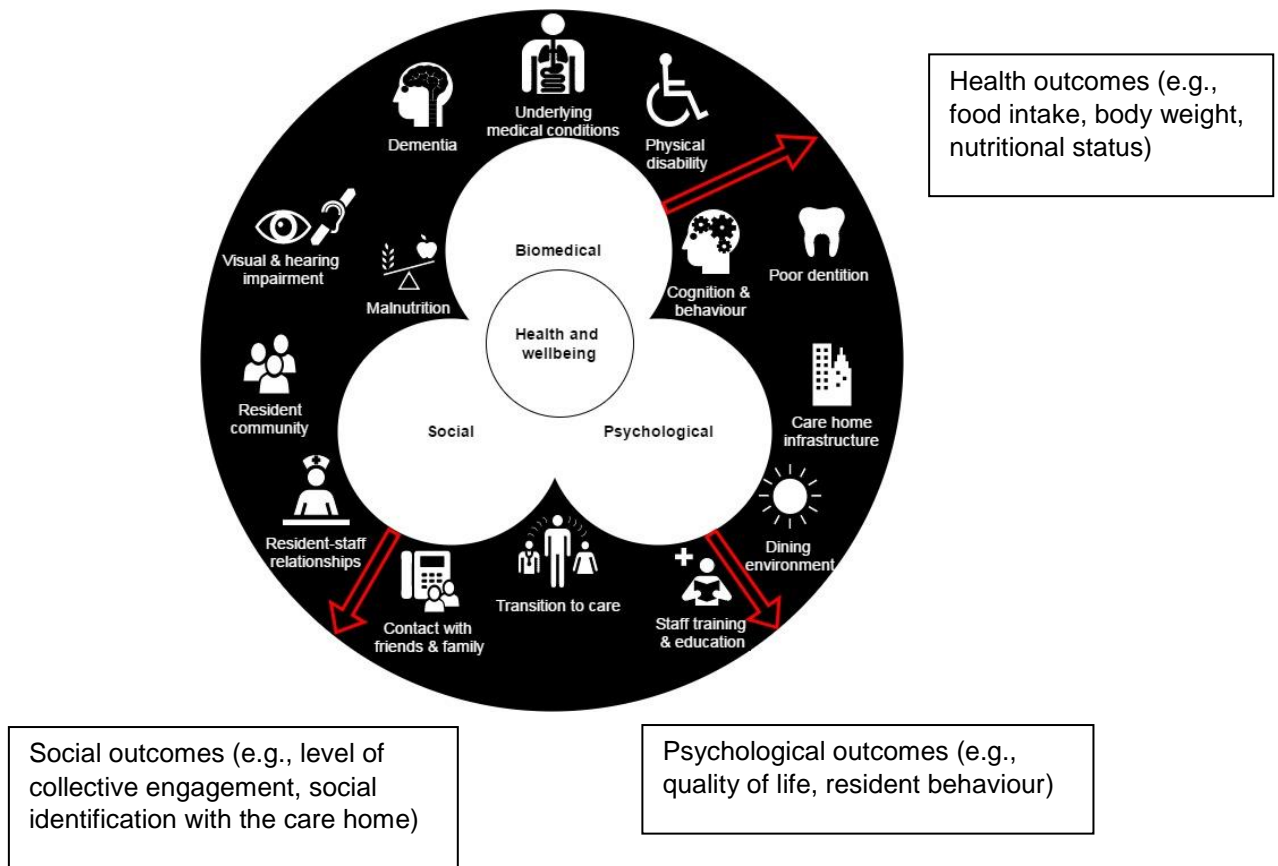 Underlying
medical conditions
Dementia
Physical
disability
Health outcomes (e.g.,
food intake, body weight,
nutritional status)
Visual & hearing
impairment
Malnutrition
Biomedical
Cognition &
behaviour
Poor dentition
Health and
wellbeing
Resident
community
Social
Psychological
Care home
infrastructure
Resident-staff
relationships
Dining
environment
Contact with
friends & family
Transition to care
Staff training
& education
Social outcomes (e.g., level of
collective engagement, social
identification with the care home)
Psychological outcomes (e.g.,
quality of life, resident behaviour)